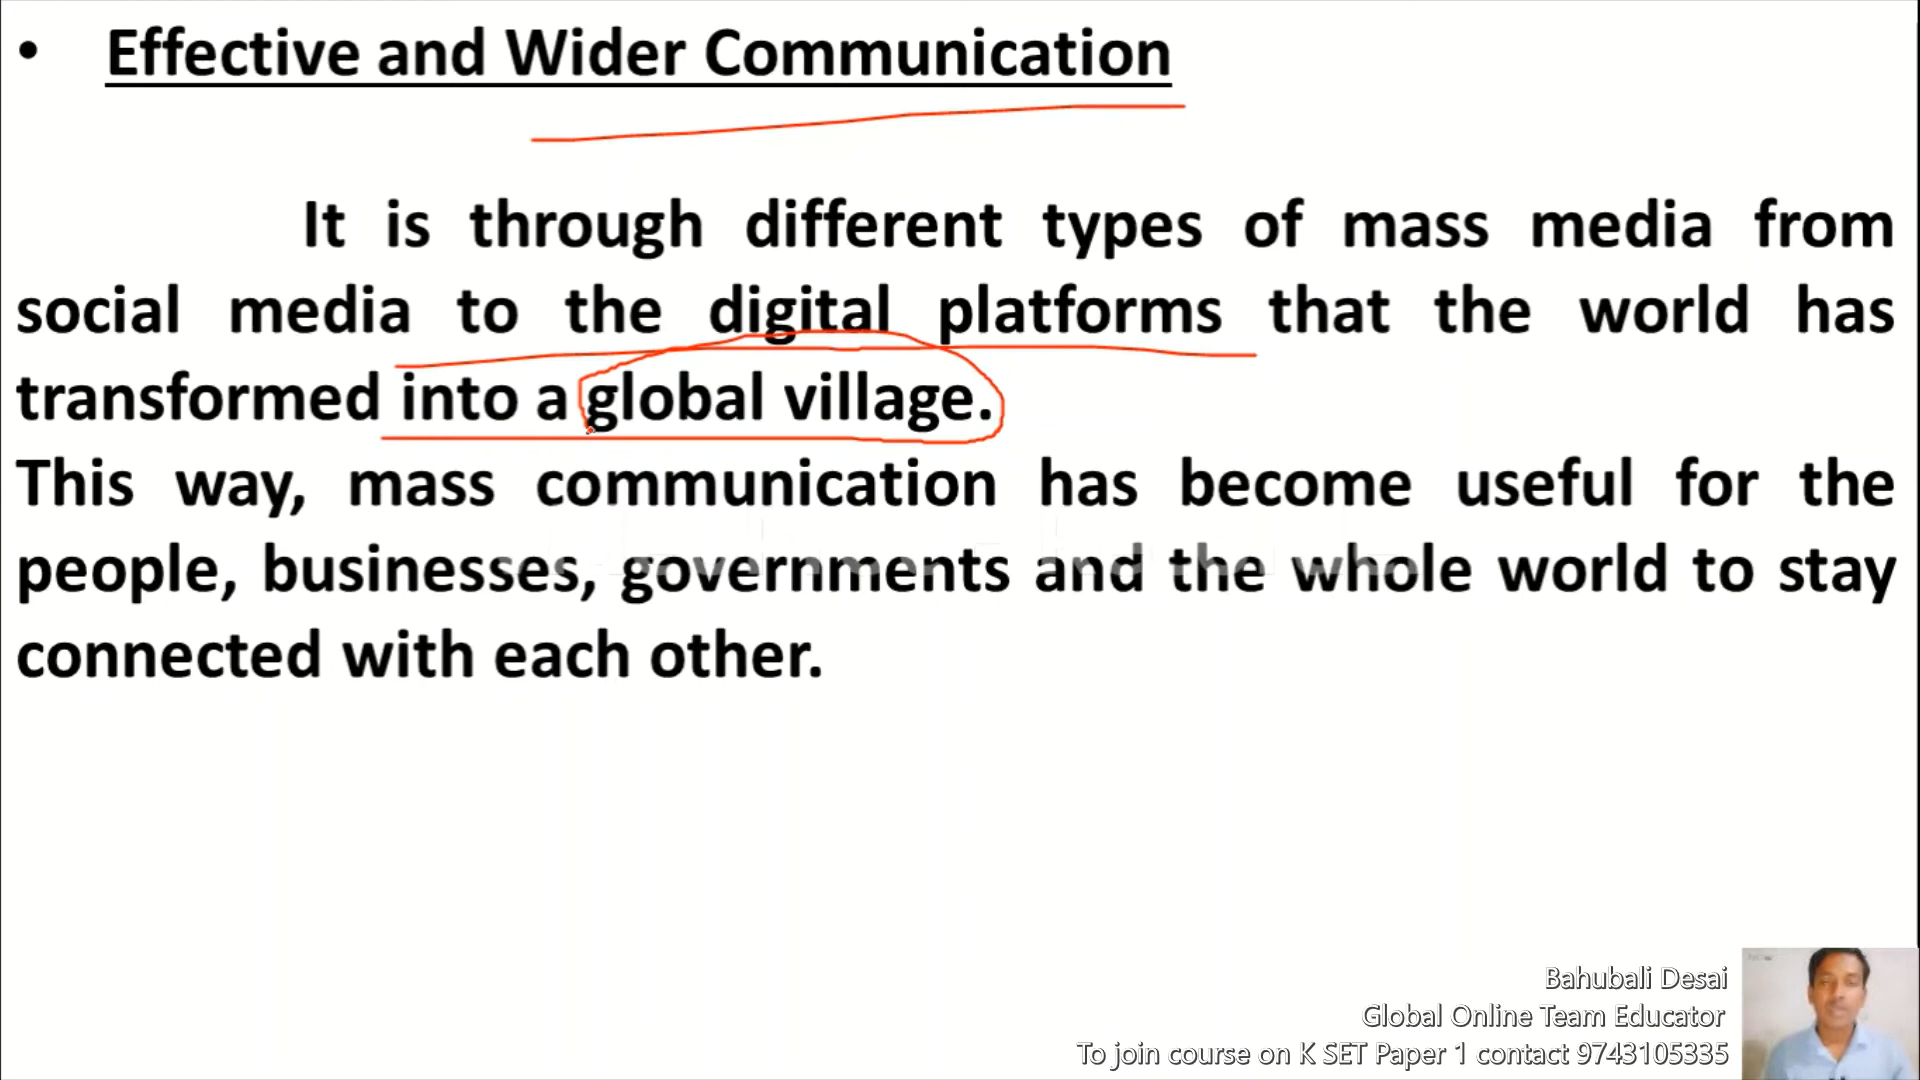 • Effective and Wider Communication
It is through different types of mass media from
social media to the digital platforms that the world has
transformed into a global village.
This way, mass communication has become useful for the
people, businesses, governments and the whole world to stay
connected with each other.
Bahubali Desai
Global Online Team Educator
To join course on K SET Paper 1 contact 9743105335